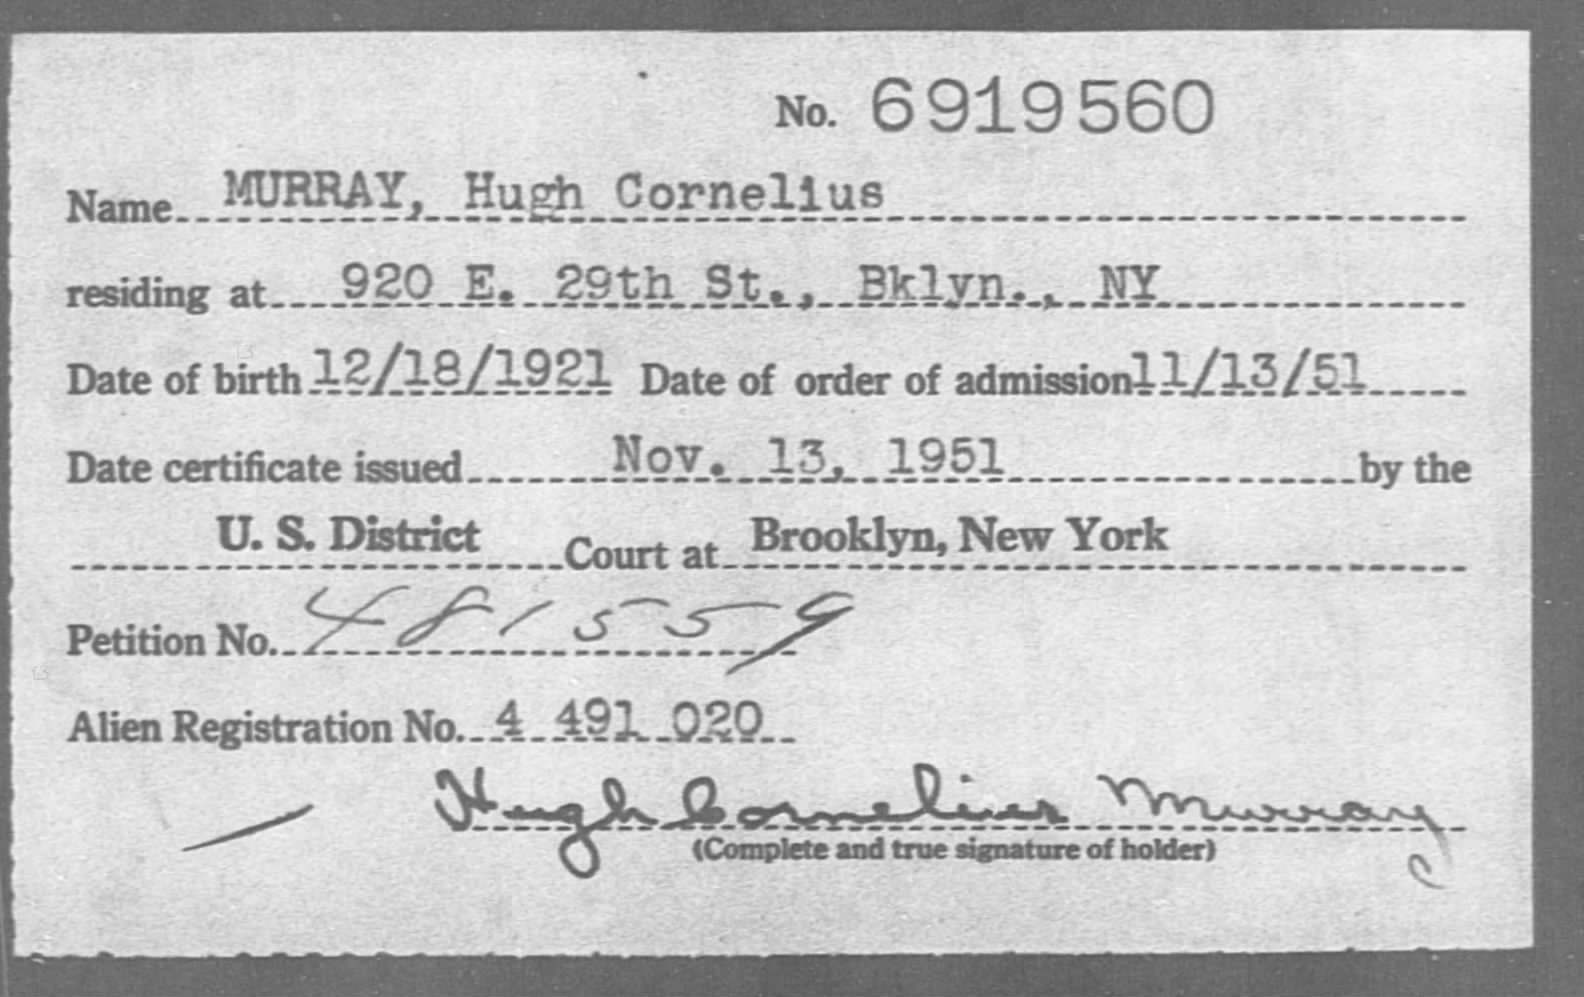 No. 6919560
Name MURRAY, Hugh Cornelius
residing at 920 E. 29th St., Bklyn., NY
Date of birth 12/18/1921 Date of order of admission 11/13/51
Date certificate issued Nov. 13, 1951 by the
U. S. District Court at Brooklyn, New York
Petition No. 481559
Alien Registration No. 4 491 020
Hugh Cornelius Murray
(Complete and true signature of holder)